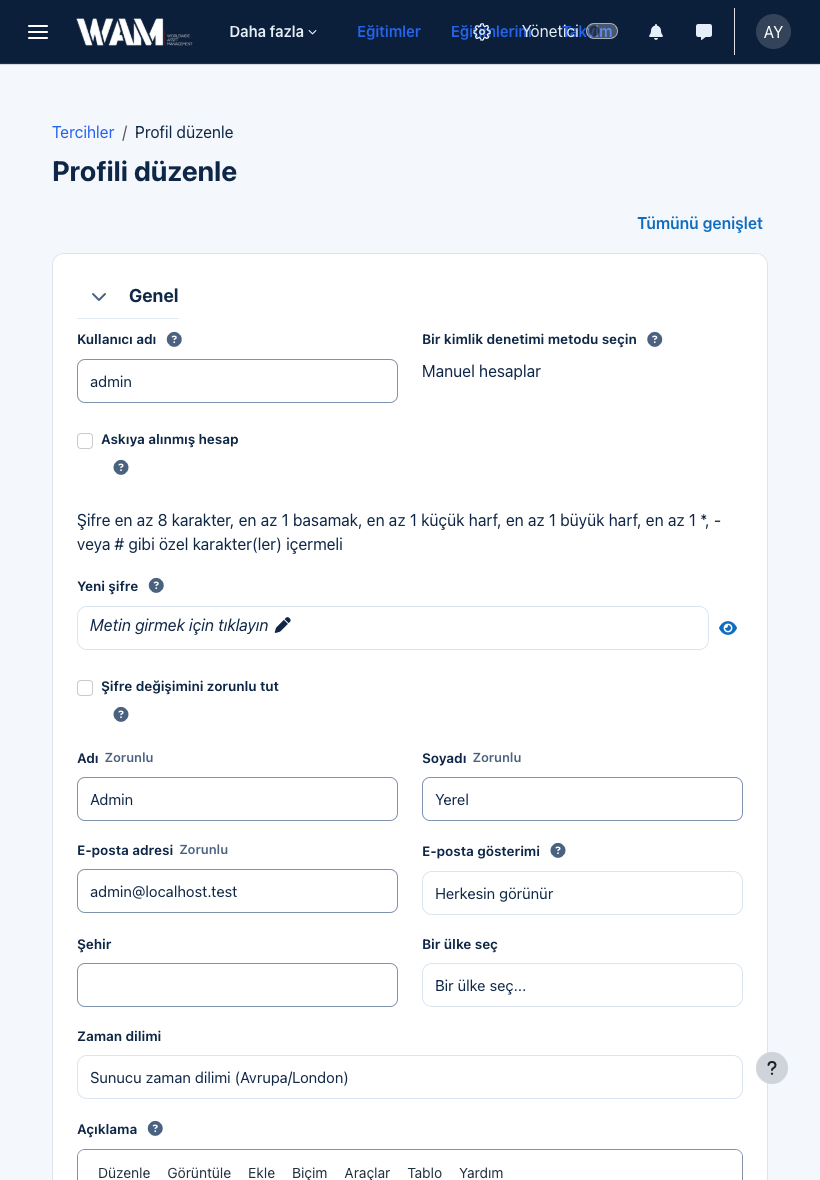 WAM WORLDWIDE ASSET MANAGEMENT Daha fazla Eğitimler Yönetici AY
Tercihler / Profil düzenle
Profili düzenle
Tümünü genişlet
Genel
Kullanıcı adı ? Bir kimlik denetimi metodu seçin ?
admin Manuel hesaplar
Askıya alınmış hesap
?
Şifre en az 8 karakter, en az 1 basamak, en az 1 küçük harf, en az 1 büyük harf, en az 1 *, -
veya # gibi özel karakter(ler) içermeli
Yeni şifre ?
Metin girmek için tıklayın
Şifre değişimini zorunlu tut
?
Adı Zorunlu Soyadı Zorunlu
Admin Yerel
E-posta adresi Zorunlu E-posta gösterimi ?
admin@localhost.test Herkesin görünür
Şehir Bir ülke seç
Bir ülke seç...
Zaman dilimi
Sunucu zaman dilimi (Avrupa/London)
?
Açıklama ?
Düzenle Görüntüle Ekle Biçim Araçlar Tablo Yardım